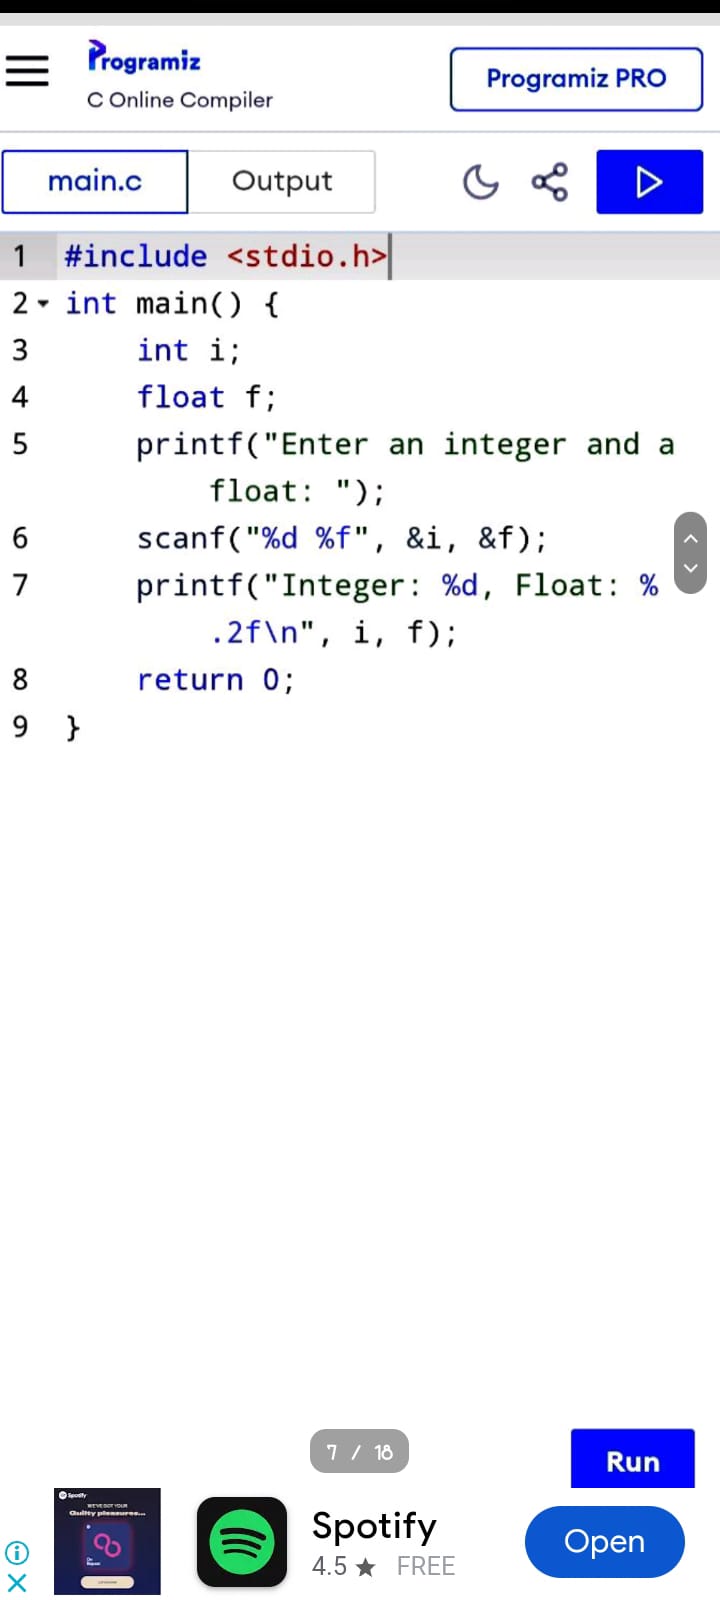 Programiz
C Online Compiler
Programiz PRO
main.c
Output
1 #include <stdio.h>
2 int main() {
3     int i;
4     float f;
5     printf("Enter an integer and a
        float: ");
6     scanf("%d %f", &i, &f);
7     printf("Integer: %d, Float: %
        .2f\n", i, f);
8     return 0;
9 }
7 / 18
Run
Spotify
WE'VE GOT YOUR
Guilty pleasures...
Spotify
4.5 ★ FREE
Open